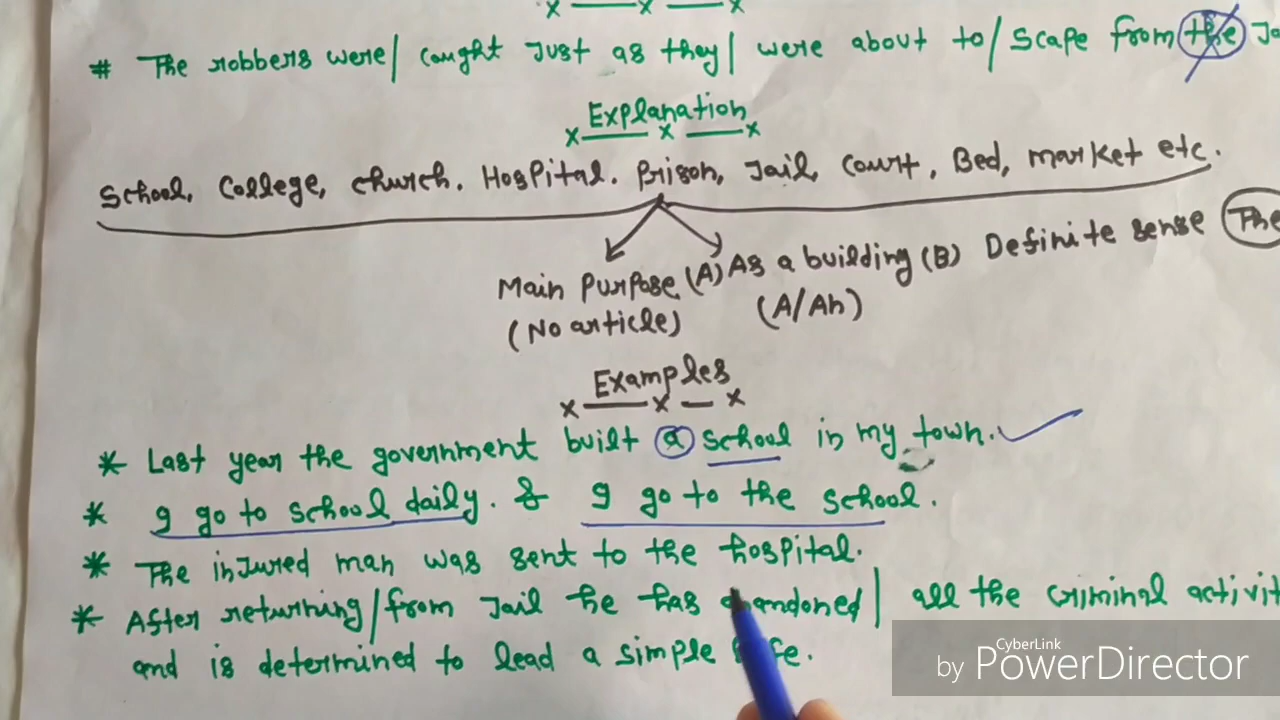 # The robbers were/ caught Just as they/ were about to/ scape from the Ja
Explanation
School, College, church. Hospital. Prison, Jail, Court, Bed, market etc.
Main Purpose (A) As a building (B) Definite sense The
(No article) (A/An)
Examples
* Last year the government built a school in my town.
* I go to school daily. & I go to the school.
* The injured man was sent to the hospital.
* After returning/from Jail he has abandoned/ all the criminal activit
and is determined to lead a simple life.
CyberLink
by PowerDirector